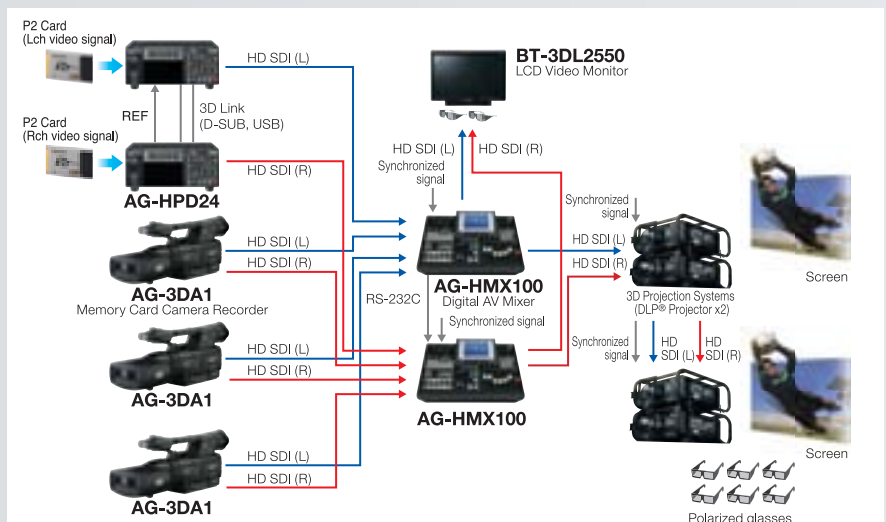 P2 Card
(Lch video signal)
HD SDI (L)
REF
3D Link
(D-SUB, USB)
P2 Card
(Rch video signal)
HD SDI (R)
AG-HPD24
BT-3DL2550
LCD Video Monitor
HD SDI (L)
HD SDI (R)
Synchronized
signal
HD SDI (L)
HD SDI (R)
AG-3DA1
Memory Card Camera Recorder
AG-HMX100
Digital AV Mixer
RS-232C
Synchronized signal
Synchronized
signal
HD SDI (L)
HD SDI (R)
Screen
3D Projection Systems
(DLP® Projector x2)
HD SDI (L)
HD SDI (R)
AG-3DA1
AG-HMX100
Synchronized
signal
HD
SDI (L)
HD
SDI (R)
Screen
HD SDI (L)
HD SDI (R)
AG-3DA1
Polarized glasses